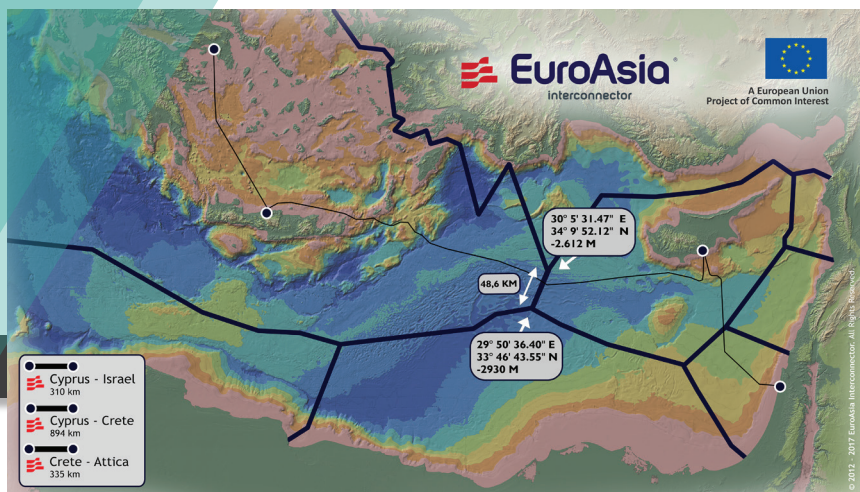 EuroAsia
interconnector
A European Union
Project of Common Interest
30° 5' 31.47" E
34° 9' 52.12" N
-2.612 M
48,6 KM
29° 50' 36.40" E
33° 46' 43.55" N
-2930 M
Cyprus - Israel
310 km
Cyprus - Crete
894 km
Crete - Attica
335 km
© 2012 - 2017 EuroAsia Interconnector. All Rights Reserved.